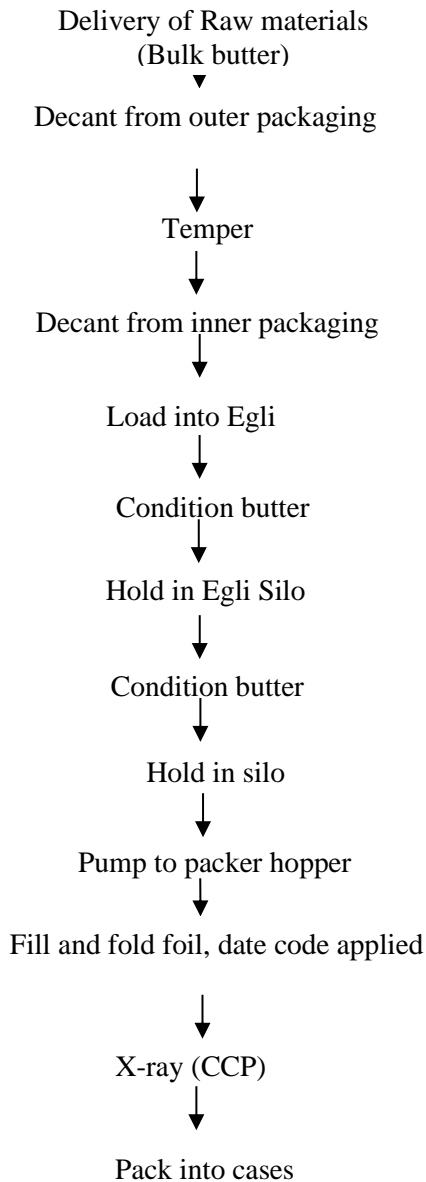 Delivery of Raw materials
(Bulk butter)
Decant from outer packaging
Temper
Decant from inner packaging
Load into Egli
Condition butter
Hold in Egli Silo
Condition butter
Hold in silo
Pump to packer hopper
Fill and fold foil, date code applied
X-ray (CCP)
Pack into cases